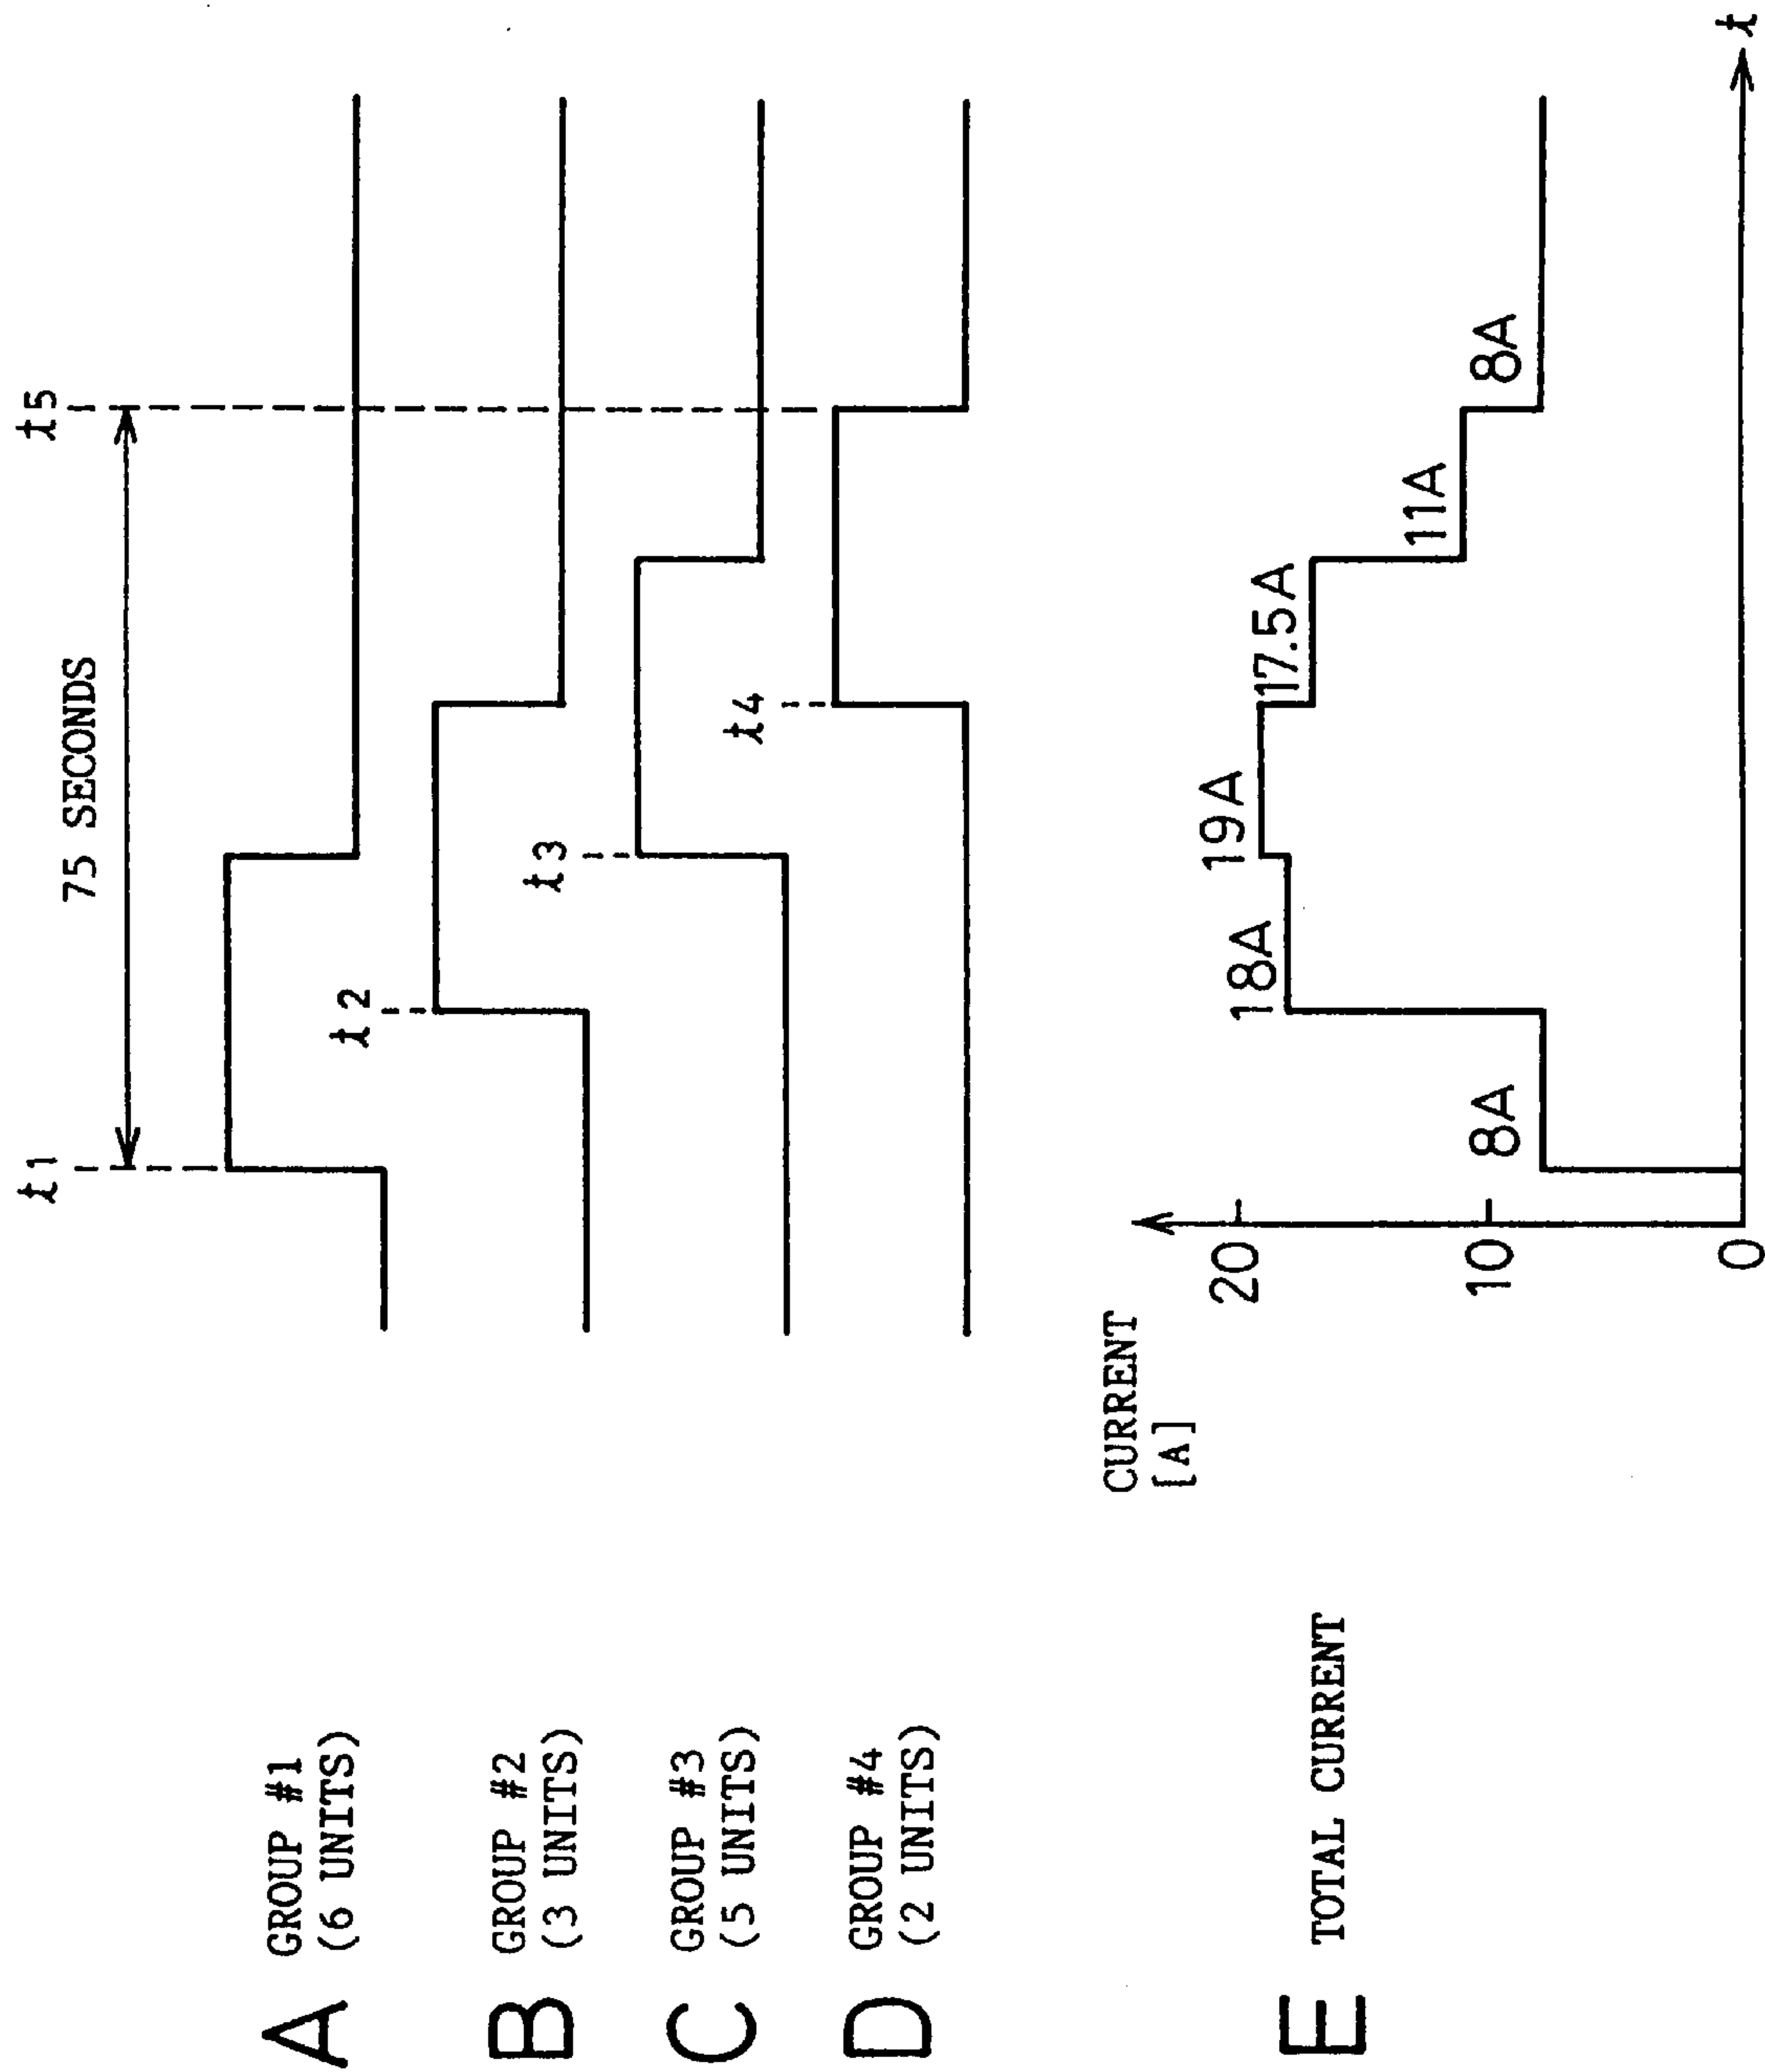 t1
t5
75 SECONDS
A GROUP #1
(6 UNITS)
t2
B GROUP #2
(3 UNITS)
t3
C GROUP #3
(5 UNITS)
t4
D GROUP #4
(2 UNITS)
CURRENT
[A]
E TOTAL CURRENT
20
10
0
8A
18A
19A
17.5A
11A
8A
t